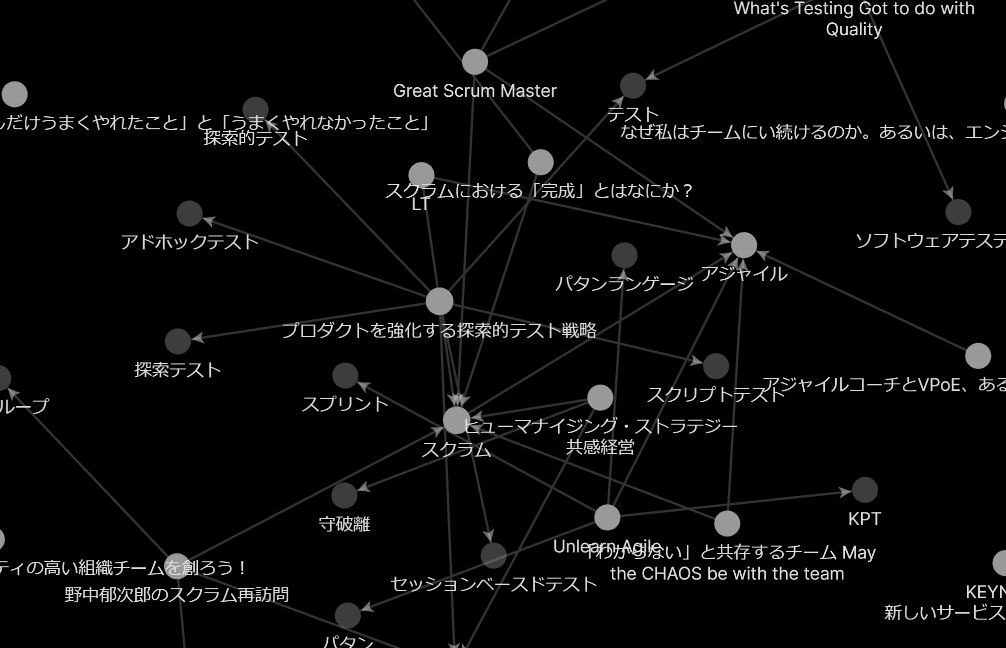 What's Testing Got to do with
Quality
Great Scrum Master
だけうまくやれたこと」と「うまくやれなかったこと」
探索的テスト
テスト
なぜ私はチームにい続けるのか。あるいは、エンジ
スクラムにおける「完成」とはなにか？
LT
アドホックテスト
ソフトウェアテステ
パタンランゲージ
アジャイル
プロダクトを強化する探索的テスト戦略
探索テスト
スクリプトテスト
アジャイルコーチとVPoE、ある
スプリント
ループ
ヒューマナイジング・ストラテジー
共感経営
スクラム
守破離
KPT
Unlearn Agile
「わからない」と共存するチーム May
the CHAOS be with the team
ティの高い組織チームを創ろう！
野中郁次郎のスクラム再訪問
セッションベースドテスト
KEYN
新しいサービス
パタン